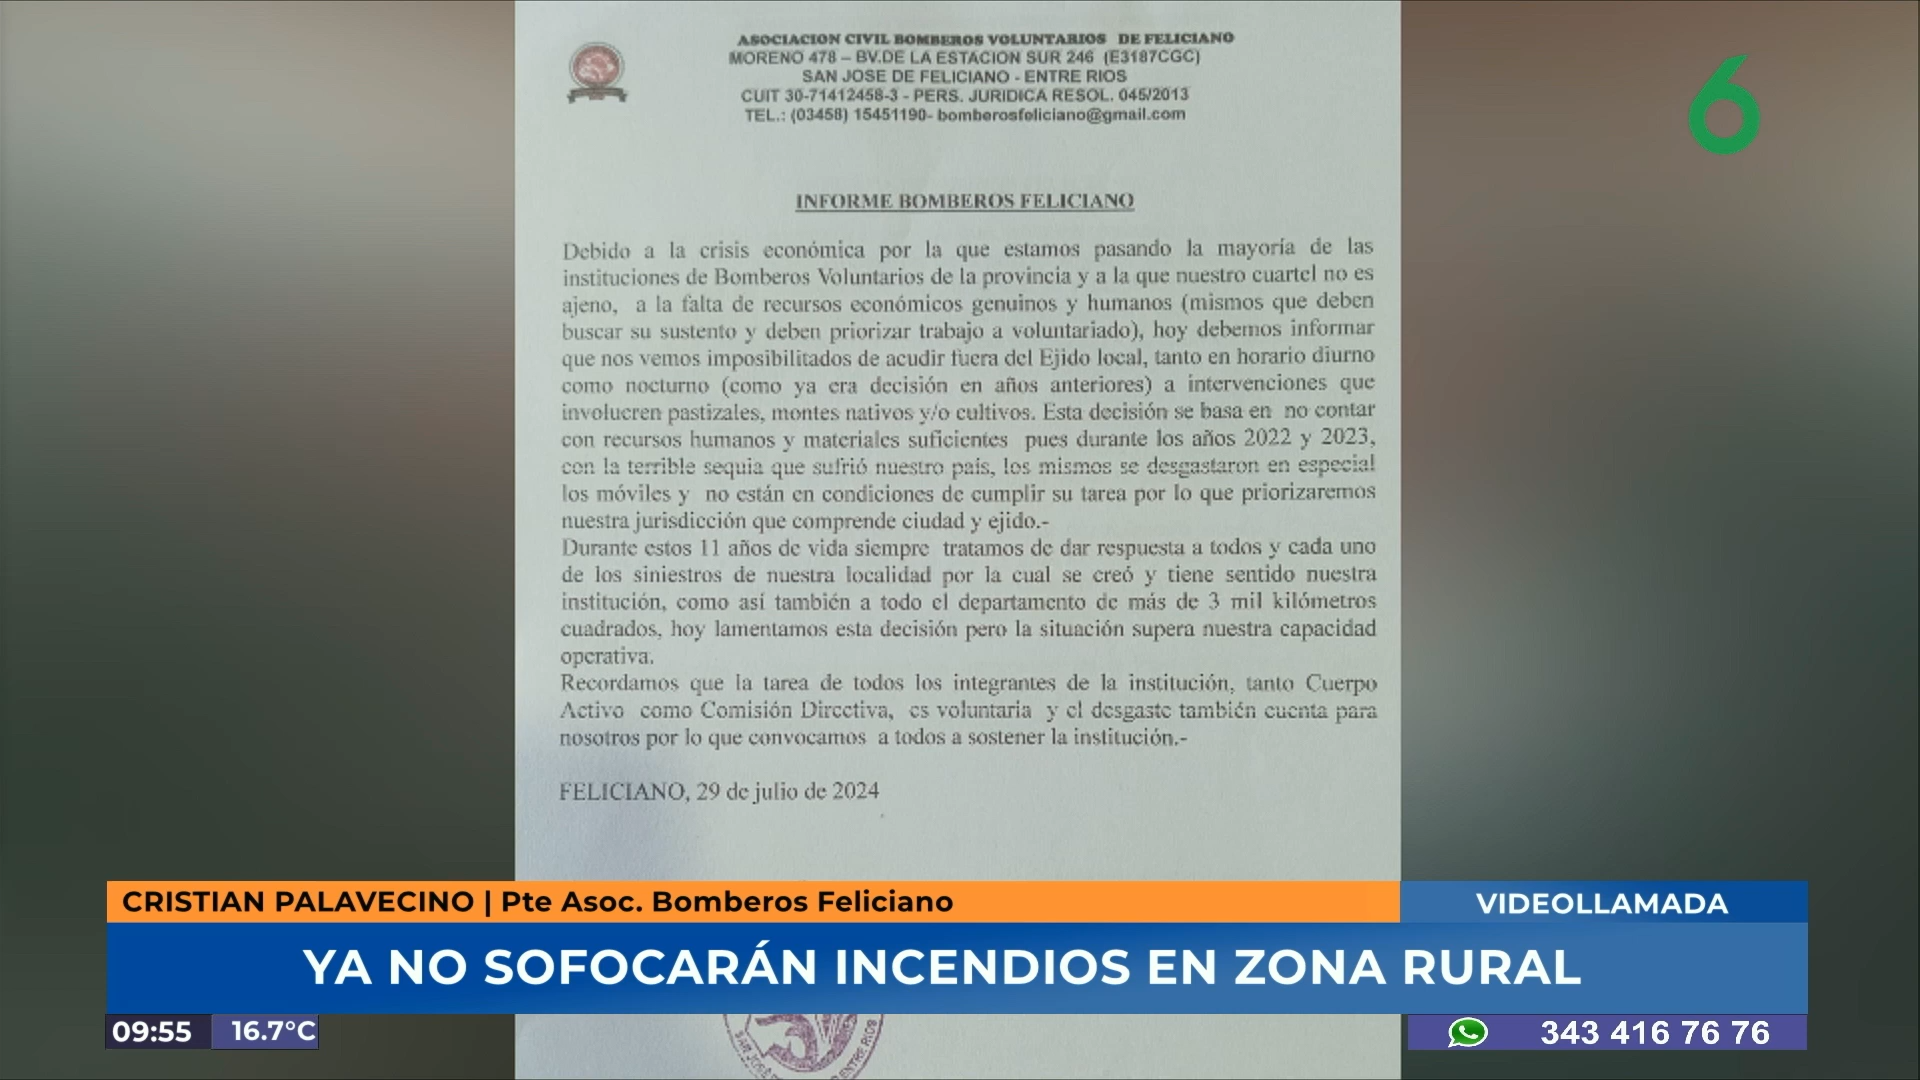 ASOCIACION CIVIL BOMBEROS VOLUNTARIOS DE FELICIANO
MORENO 478 – BV.DE LA ESTACION SUR 246 (E3187CGC)
SAN JOSE DE FELICIANO - ENTRE RIOS
CUIT 30-71412458-3 - PERS. JURIDICA RESOL. 045/2013
TEL.: (03458) 15451190- bomberosfeliciano@gmail.com
6
INFORME BOMBEROS FELICIANO
Debido a la crisis económica por la que estamos pasando la mayoría de las
instituciones de Bomberos Voluntarios de la provincia y a la que nuestro cuartel no es
ajeno, a la falta de recursos económicos genuinos y humanos (mismos que deben
buscar su sustento y deben priorizar trabajo a voluntariado), hoy debemos informar
que nos vemos imposibilitados de acudir fuera del Ejido local, tanto en horario diurno
como nocturno (como ya era decisión en años anteriores) a intervenciones que
involucren pastizales, montes nativos y/o cultivos. Esta decisión se basa en no contar
con recursos humanos y materiales suficientes pues durante los años 2022 y 2023,
con la terrible sequia que sufrió nuestro país, los mismos se desgastaron en especial
los móviles y no están en condiciones de cumplir su tarea por lo que priorizaremos
nuestra jurisdicción que comprende ciudad y ejido.-
Durante estos 11 años de vida siempre tratamos de dar respuesta a todos y cada uno
de los siniestros de nuestra localidad por la cual se creó y tiene sentido nuestra
institución, como así también a todo el departamento de más de 3 mil kilómetros
cuadrados, hoy lamentamos esta decisión pero la situación supera nuestra capacidad
operativa.
Recordamos que la tarea de todos los integrantes de la institución, tanto Cuerpo
Activo como Comisión Directiva, es voluntaria y el desgaste también cuenta para
nosotros por lo que convocamos a todos a sostener la institución.-
FELICIANO, 29 de julio de 2024
CRISTIAN PALAVECINO | Pte Asoc. Bomberos Feliciano
VIDEOLLAMADA
YA NO SOFOCARÁN INCENDIOS EN ZONA RURAL
09:55 16.7°C
343 416 76 76
SAN JOSÉ
ENTRE RIOS